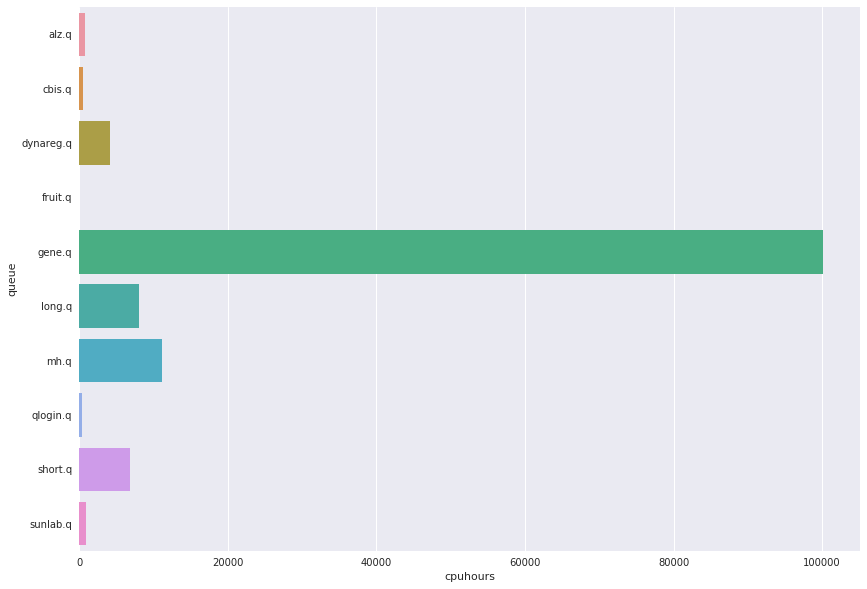 alz.q
cbis.q
dynareg.q
fruit.q
gene.q
long.q
mh.q
qlogin.q
short.q
sunlab.q
queue
0 20000 40000 60000 80000 100000
cpuhours